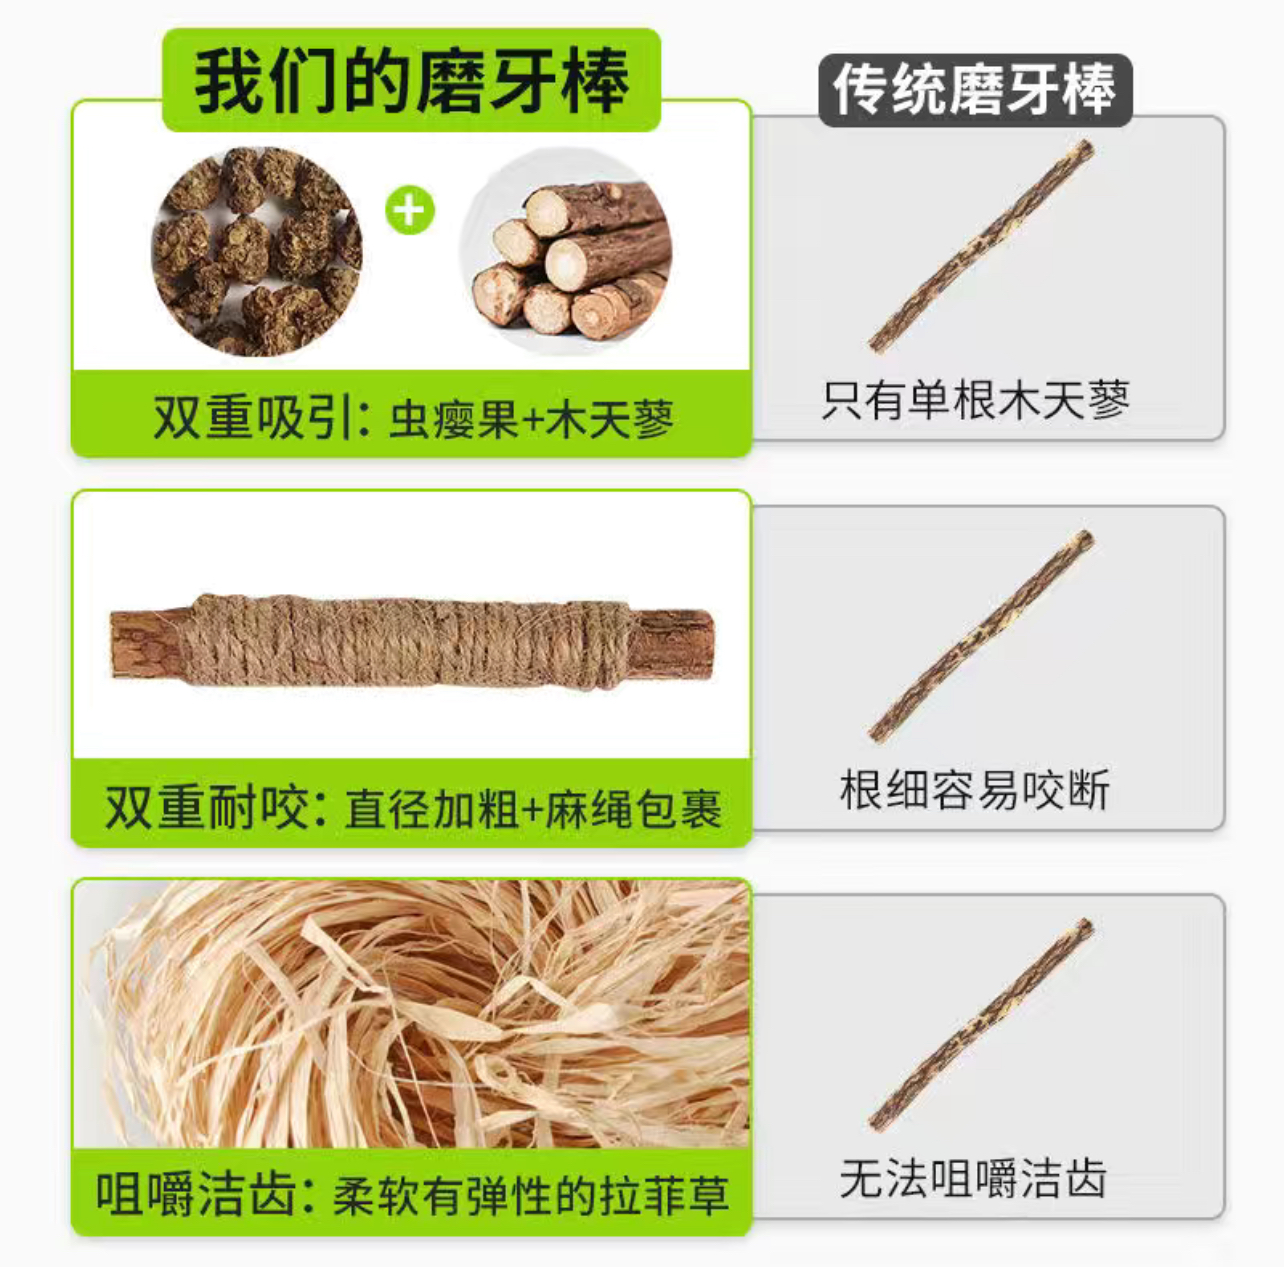 我们的磨牙棒
传统磨牙棒
双重吸引：虫瘿果+木天蓼
只有单根木天蓼
双重耐咬：直径加粗+麻绳包裹
根细容易咬断
咀嚼洁齿：柔软有弹性的拉菲草
无法咀嚼洁齿